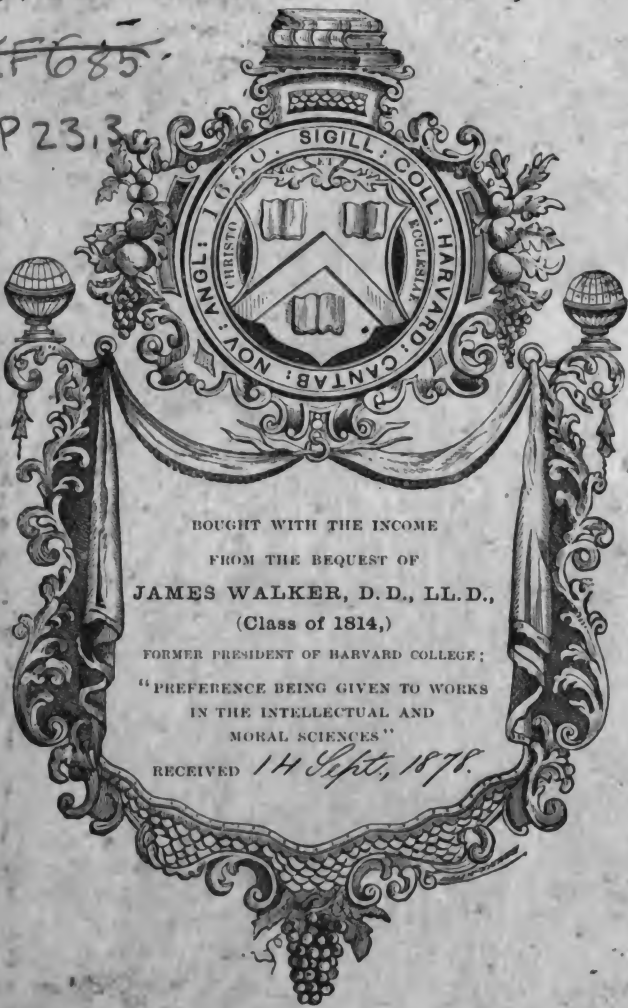 F685
P 23.3
SIGILL: COLL: HARVARD: CANTAB: NOV: ANGL: 1650.
ET
CHRISTO
ECCLESIAE
BOUGHT WITH THE INCOME
FROM THE BEQUEST OF
JAMES WALKER, D.D., LL.D.,
(Class of 1814,)
FORMER PRESIDENT OF HARVARD COLLEGE;
"PREFERENCE BEING GIVEN TO WORKS
IN THE INTELLECTUAL AND
MORAL SCIENCES"
RECEIVED 14 Sept., 1878.